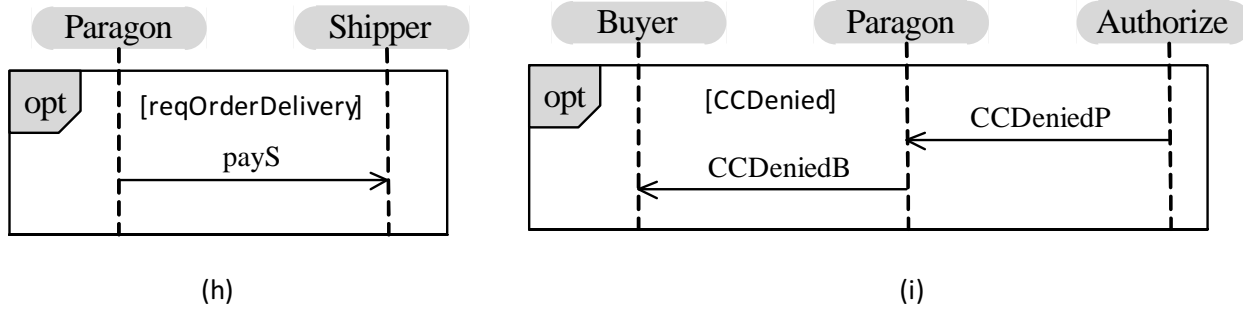 Paragon Shipper
opt [reqOrderDelivery]
payS
(h)
Buyer Paragon Authorize
opt [CCDenied]
CCDeniedP
CCDeniedB
(i)